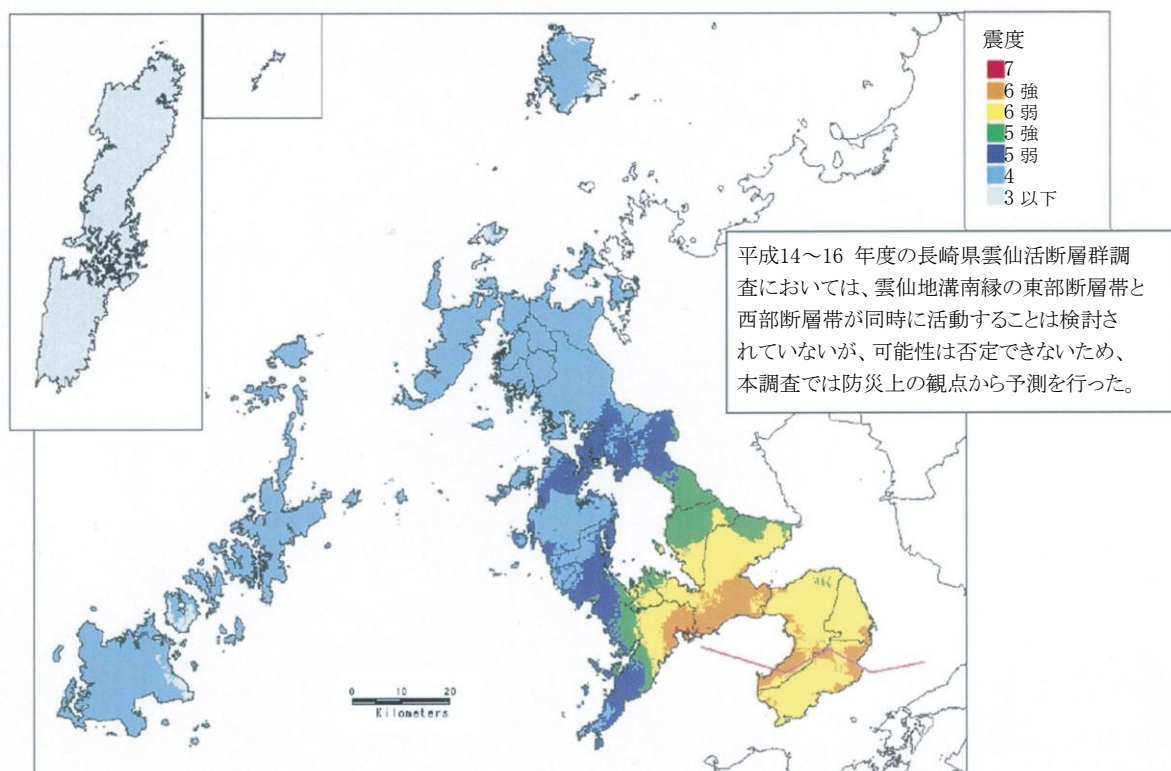 震度
7
6 強
6 弱
5 強
5 弱
4
3 以下
平成14～16 年度の長崎県雲仙活断層群調
査においては、雲仙地溝南縁の東部断層帯と
西部断層帯が同時に活動することは検討さ
れていないが、可能性は否定できないため、
本調査では防災上の観点から予測を行った。
0 10 20
Kilometers